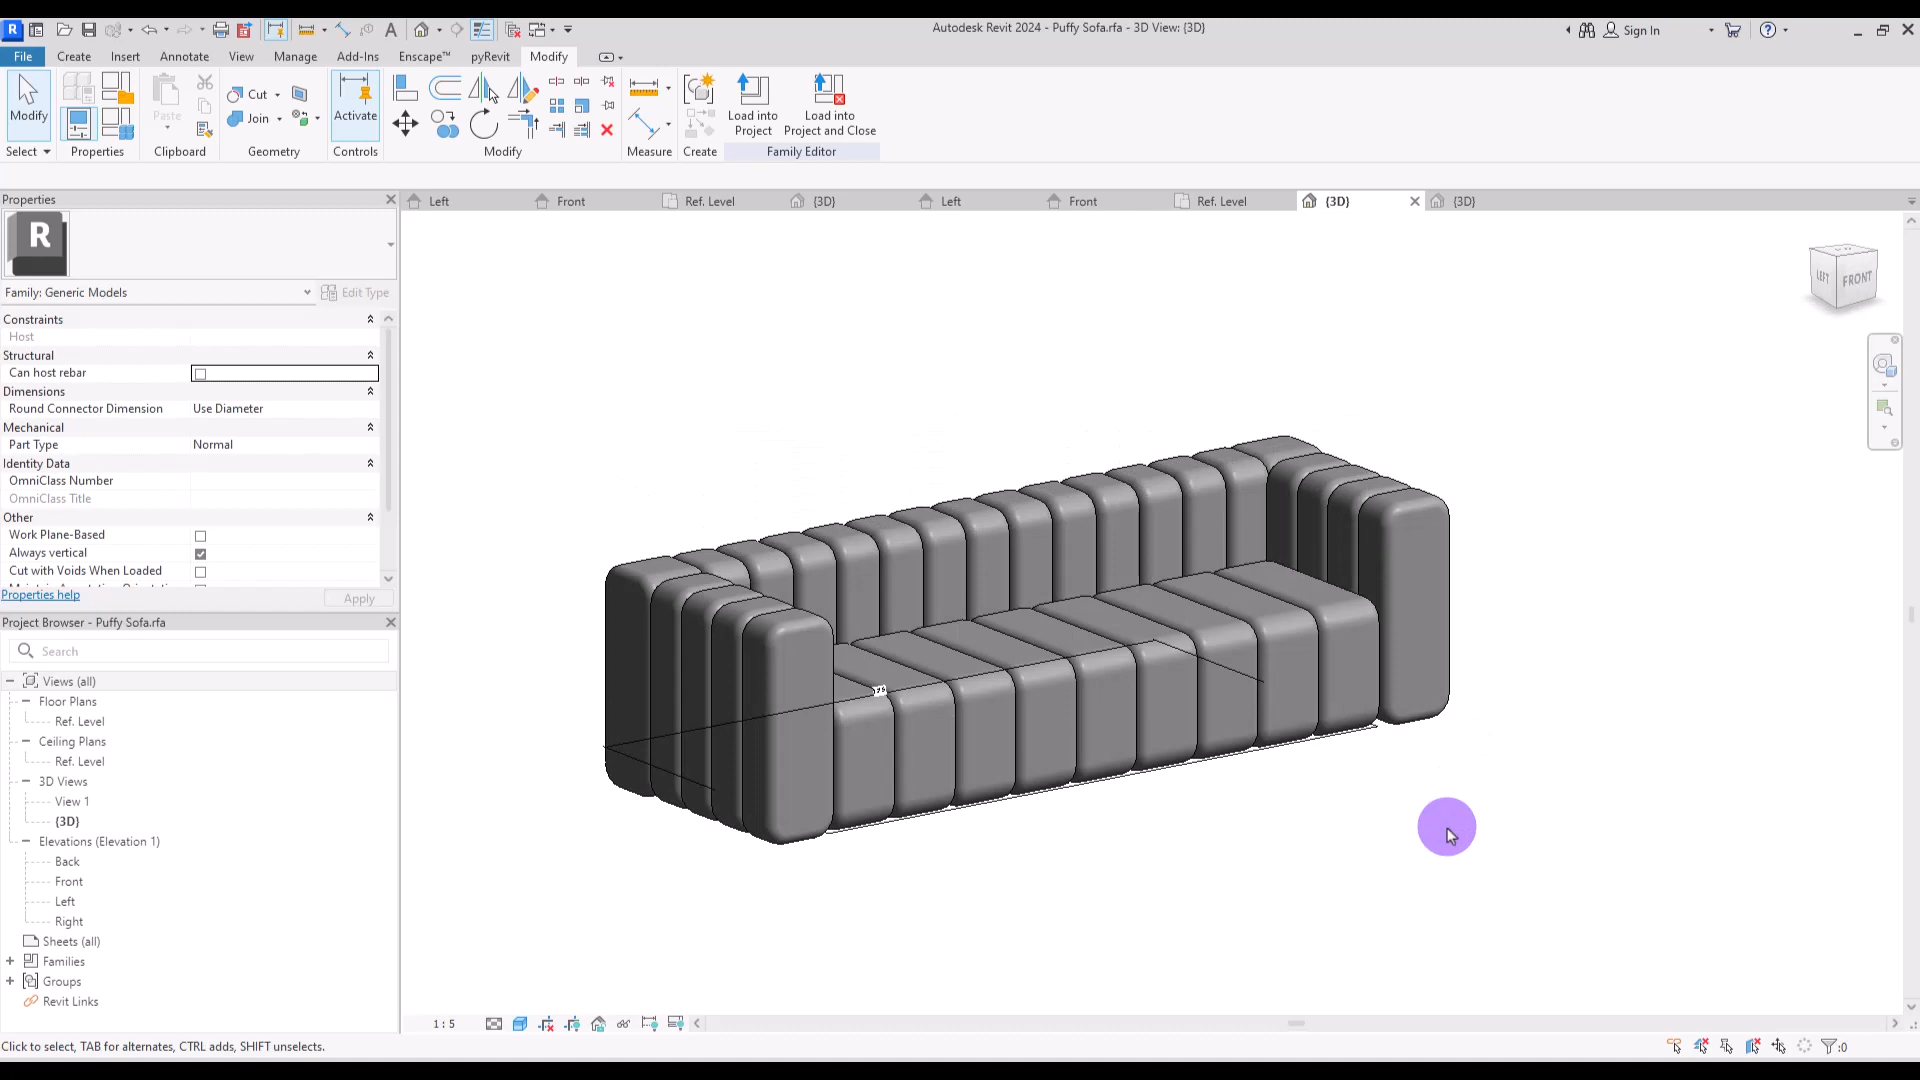 Autodesk Revit 2024 - Puffy Sofa.rfa - 3D View: {3D}
Sign In
File Create Insert Annotate View Manage Add-Ins Enscape™ pyRevit Modify
Modify
Paste
Cut
Join
Activate
Load into Project
Load into Project and Close
Select Properties Clipboard Geometry Controls Modify Measure Create Family Editor
Properties
Left Front Ref. Level {3D} Left Front Ref. Level {3D} {3D}
R
Family: Generic Models
Edit Type
Constraints
Host
Structural
Can host rebar
Dimensions
Round Connector Dimension Use Diameter
Mechanical
Part Type Normal
Identity Data
OmniClass Number
OmniClass Title
Other
Work Plane-Based
Always vertical
Cut with Voids When Loaded
Properties help
Apply
Project Browser - Puffy Sofa.rfa
Search
Views (all)
Floor Plans
Ref. Level
Ceiling Plans
Ref. Level
3D Views
View 1
{3D}
Elevations (Elevation 1)
Back
Front
Left
Right
Sheets (all)
Families
Groups
Revit Links
LEFT FRONT
1 : 5
Click to select, TAB for alternates, CTRL adds, SHIFT unselects.
:0